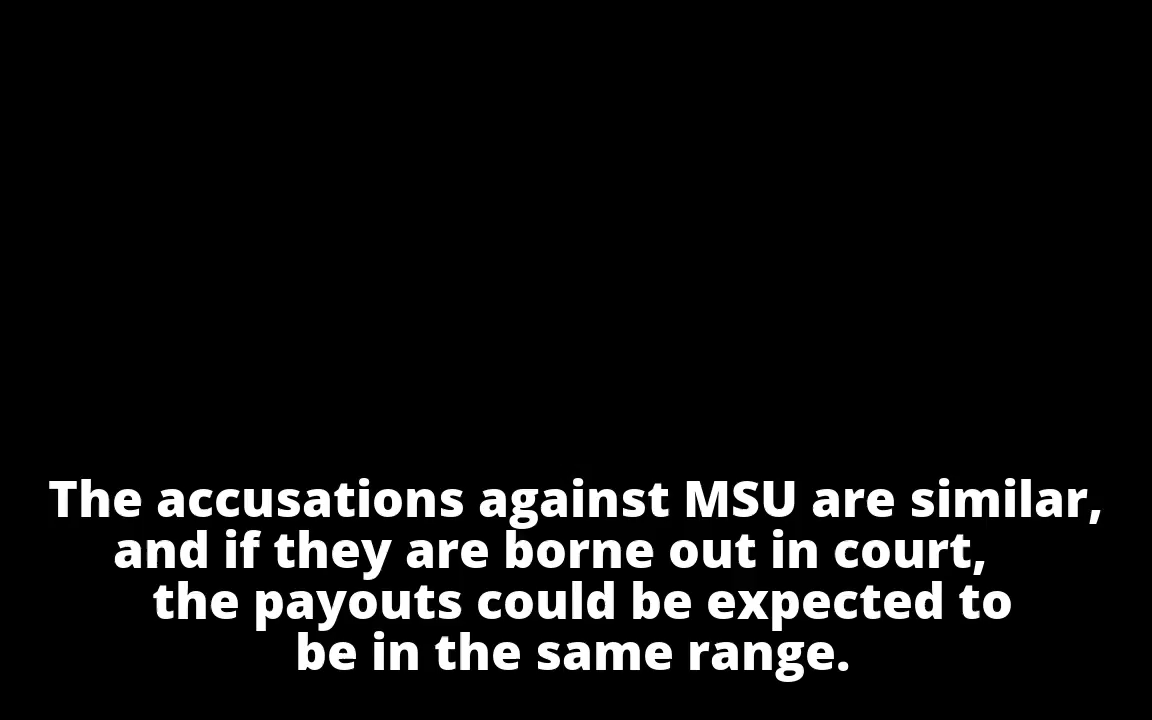 The accusations against MSU are similar,
and if they are borne out in court,
the payouts could be expected to
be in the same range.